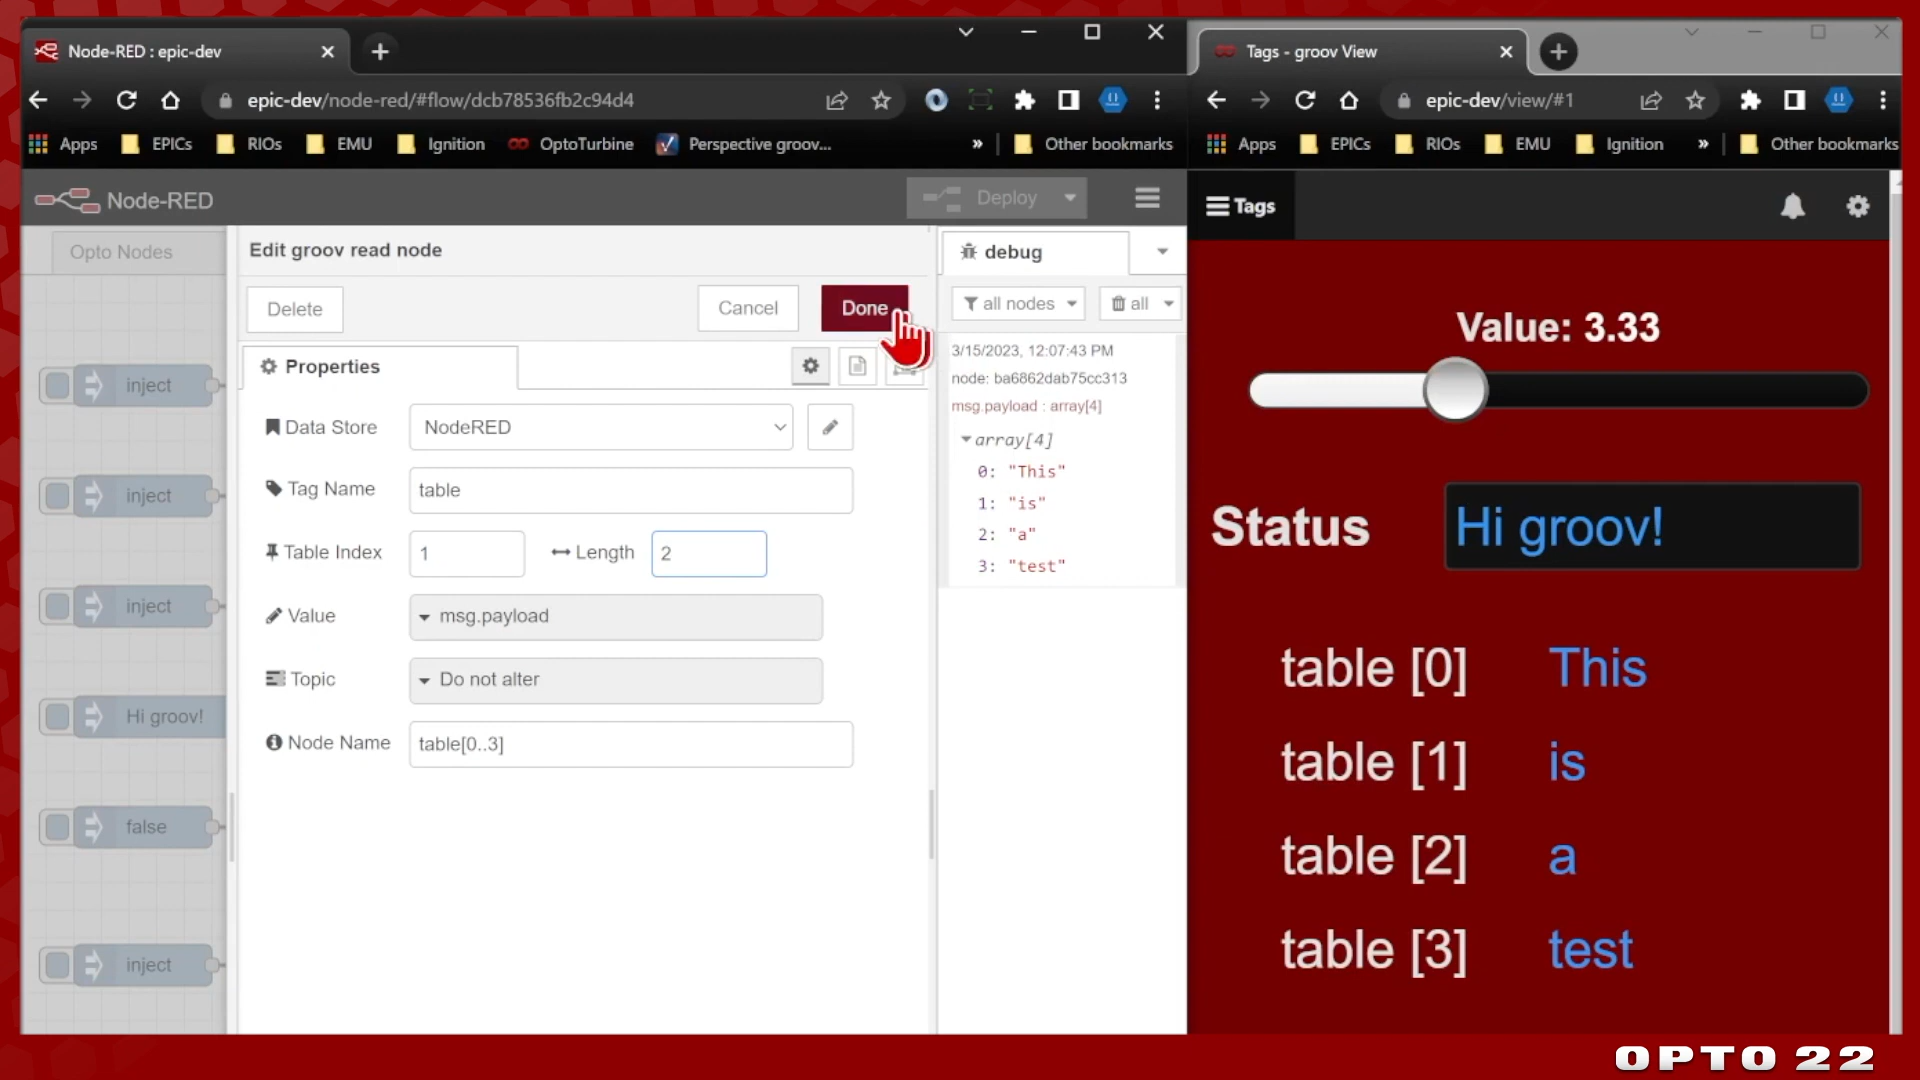 Node-RED : epic-dev
epic-dev/node-red/#flow/dcb78536fb2c94d4
Apps
EPICs
RIOs
EMU
Ignition
OptoTurbine
Perspective groov...
»
Other bookmarks
Node-RED
Deploy
Opto Nodes
inject
inject
inject
Hi groov!
false
inject
Edit groov read node
Delete
Cancel
Done
Properties
Data Store
NodeRED
Tag Name
table
Table Index
1
Length
2
Value
msg.payload
Topic
Do not alter
Node Name
table[0..3]
debug
all nodes
all
3/15/2023, 12:07:43 PM
node: ba6862dab75cc313
msg.payload : array[4]
array[4]
0: "This"
1: "is"
2: "a"
3: "test"
Tags - groov View
epic-dev/view/#1
Apps
EPICs
RIOs
EMU
Ignition
»
Other bookmarks
Tags
Value: 3.33
Status
Hi groov!
table [0] This
table [1] is
table [2] a
table [3] test
OPTO 22